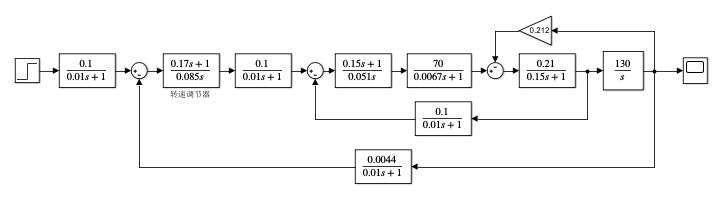 0.212
0.1
0.01s + 1
0.17s + 1
0.085s
0.1
0.01s + 1
0.15s + 1
0.051s
70
0.0067s + 1
0.21
0.15s + 1
130
s
转速调节器
0.1
0.01s + 1
0.0044
0.01s + 1